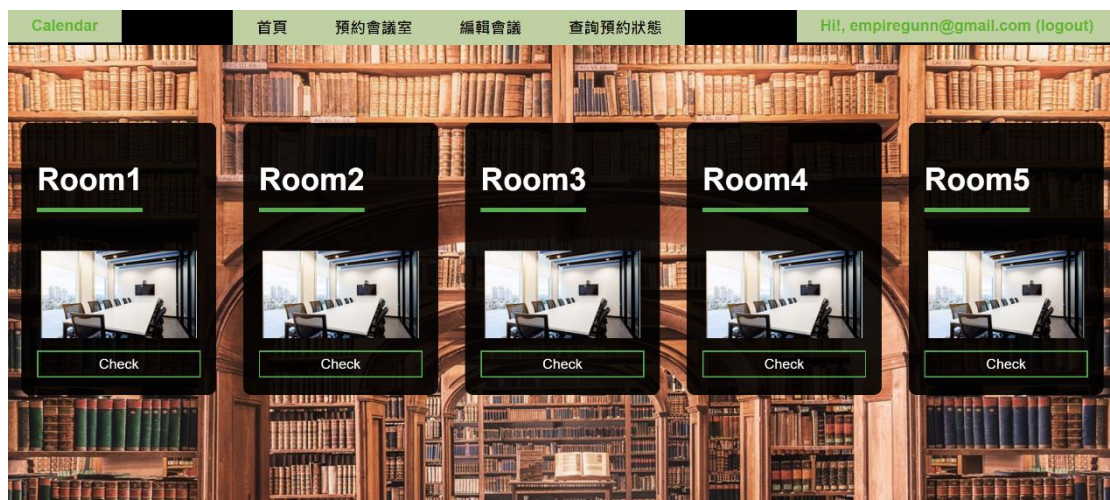 Calendar
首頁 預約會議室 編輯會議 查詢預約狀態
Hi!, empiregunn@gmail.com (logout)
Room1
Check
Room2
Check
Room3
Check
Room4
Check
Room5
Check